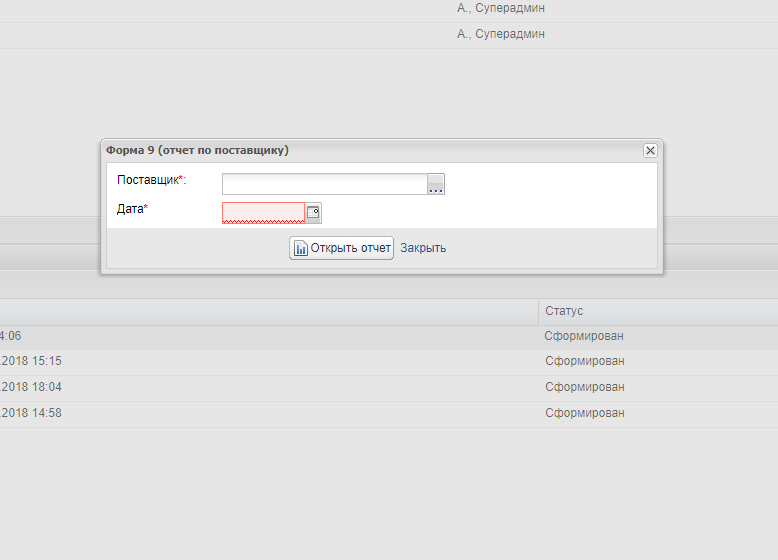 А., Суперадмин
А., Суперадмин
Форма 9 (отчет по поставщику)
Поставщик*:
...
Дата*
Открыть отчет Закрыть
Статус
4:06 Сформирован
.2018 15:15 Сформирован
.2018 18:04 Сформирован
.2018 14:58 Сформирован